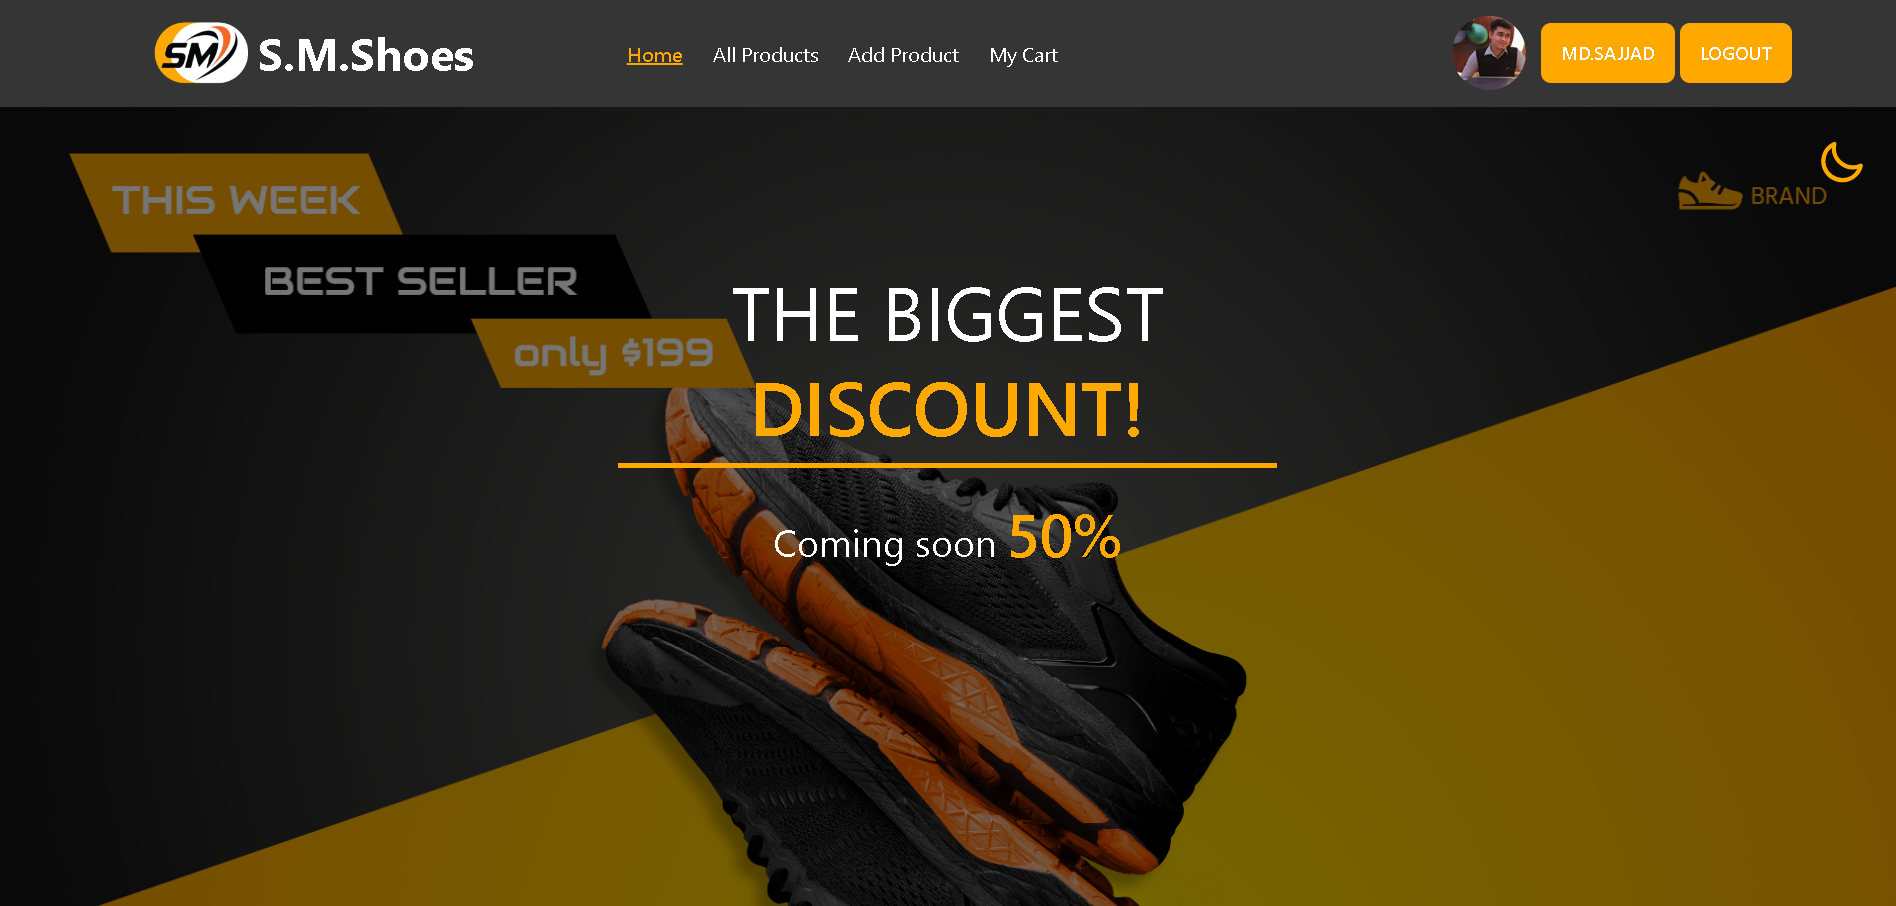 SM S.M.Shoes
Home All Products Add Product My Cart
MD.SAJJAD LOGOUT
THIS WEEK
BEST SELLER
only $199
BRAND
THE BIGGEST
DISCOUNT!
Coming soon 50%